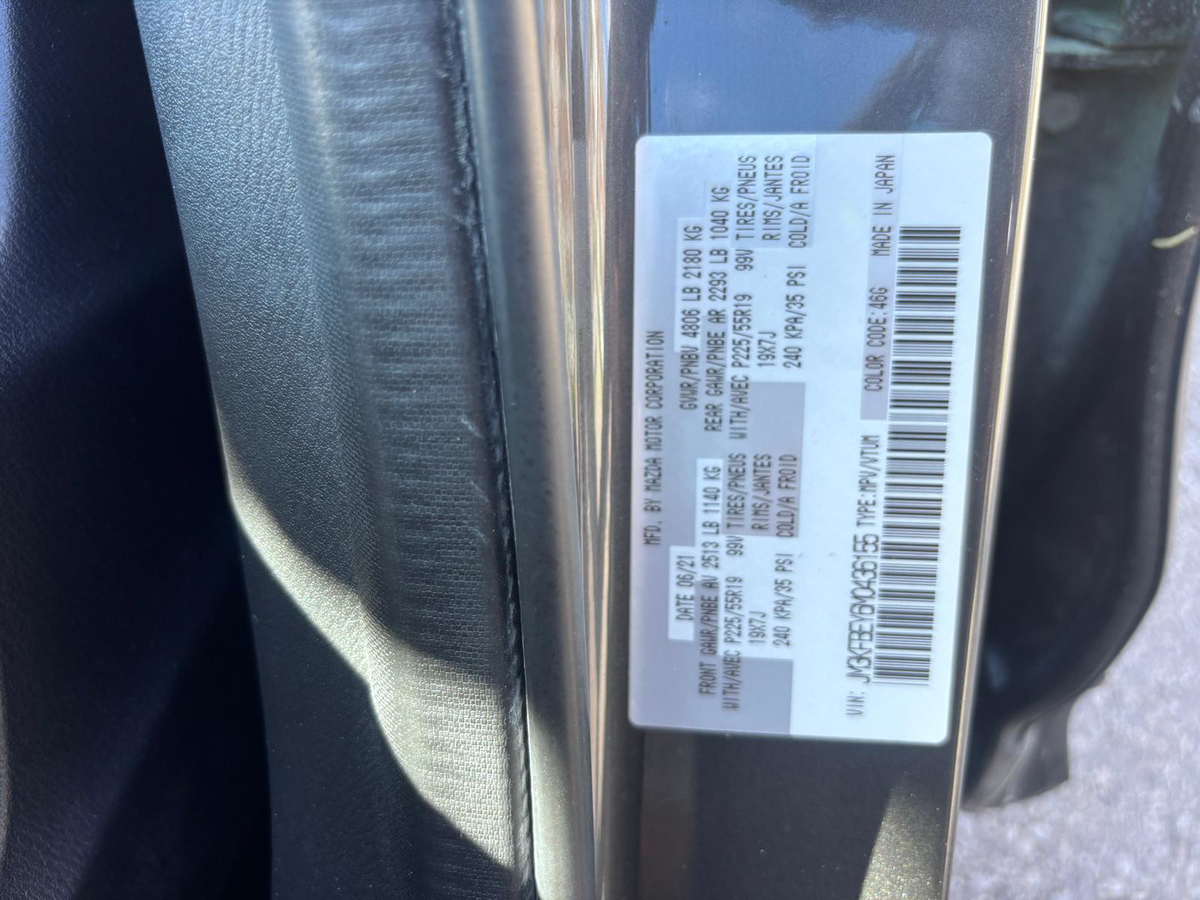 MFD. BY MAZDA MOTOR CORPORATION
DATE 06/21 GVWR/PNBV 4806 LB 2180 KG
FRONT GAWR/PNBE AV 2513 LB 1140 KG REAR GAWR/PNBE AR 2293 LB 1040 KG
WITH/AVEC P225/55R19 99V TIRES/PNEUS WITH/AVEC P225/55R19 99V TIRES/PNEUS
19X7J RIMS/JANTES 19X7J RIMS/JANTES
240 KPA/35 PSI COLD/A FROID 240 KPA/35 PSI COLD/A FROID
VIN: JM3KFBEY6M0436155 TYPE:MPV/VTUM COLOR CODE:46G MADE IN JAPAN